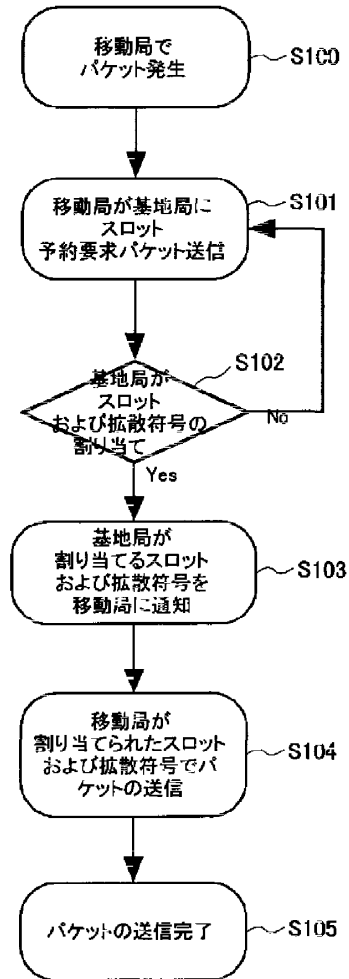 移動局で
パケット発生
S100
移動局が基地局に
スロット
予約要求パケット送信
S101
基地局が
スロット
および拡散符号の
割り当て
S102
No
Yes
基地局が
割り当てるスロット
および拡散符号を
移動局に通知
S103
移動局が
割り当てられたスロット
および拡散符号でパ
ケットの送信
S104
パケットの送信完了
S105